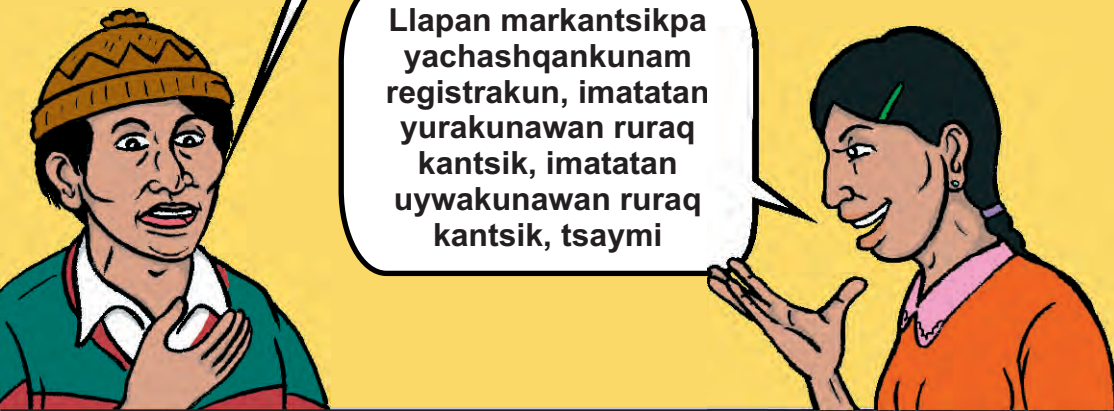 Llapan markantsikpa
yachashqankunam
registrakun, imatatan
yurakunawan ruraq
kantsik, imatatan
uywakunawan ruraq
kantsik, tsaymi